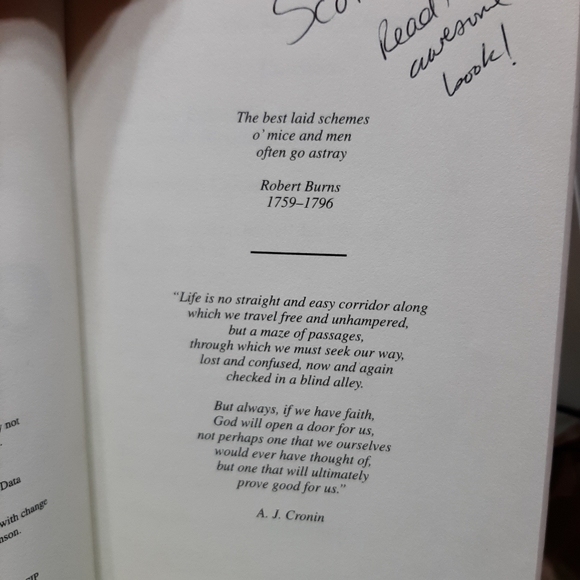 Read
awesome
book!
The best laid schemes
o' mice and men
often go astray
Robert Burns
1759–1796
“Life is no straight and easy corridor along
which we travel free and unhampered,
but a maze of passages,
through which we must seek our way,
lost and confused, now and again
checked in a blind alley.
But always, if we have faith,
God will open a door for us,
not perhaps one that we ourselves
would ever have thought of,
but one that will ultimately
prove good for us.”
A. J. Cronin
not
Data
with change